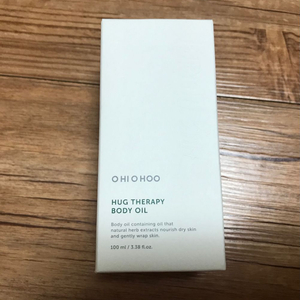 OHIOHOO
HUG THERAPY
BODY OIL
Body oil containing oil that
natural herb extracts nourish dry skin
and gently wrap skin.
100 ml / 3.38 fl.oz.